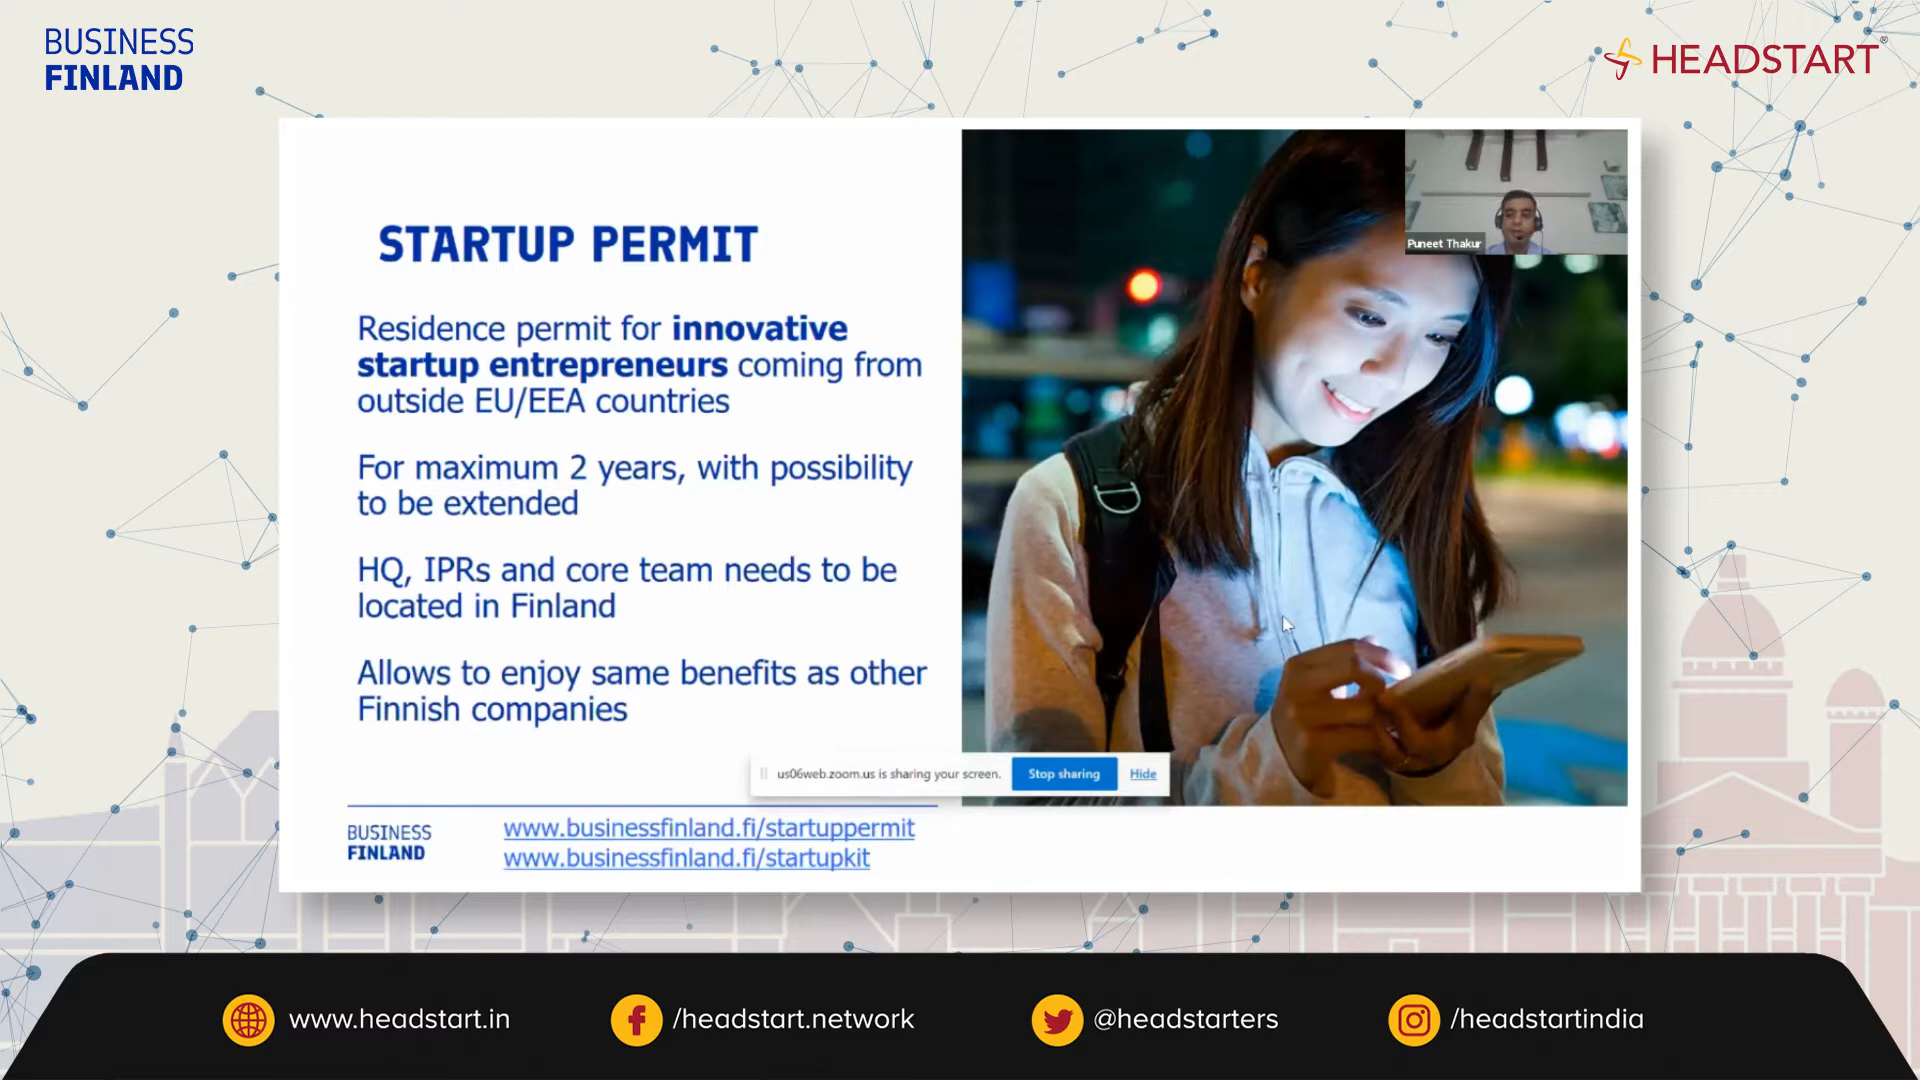 BUSINESS
FINLAND
HEADSTART®
Puneet Thakur
STARTUP PERMIT
Residence permit for innovative
startup entrepreneurs coming from
outside EU/EEA countries
For maximum 2 years, with possibility
to be extended
HQ, IPRs and core team needs to be
located in Finland
Allows to enjoy same benefits as other
Finnish companies
us06web.zoom.us is sharing your screen.
Stop sharing
Hide
BUSINESS
FINLAND
www.businessfinland.fi/startuppermit
www.businessfinland.fi/startupkit
www.headstart.in
/headstart.network
@headstarters
/headstartindia